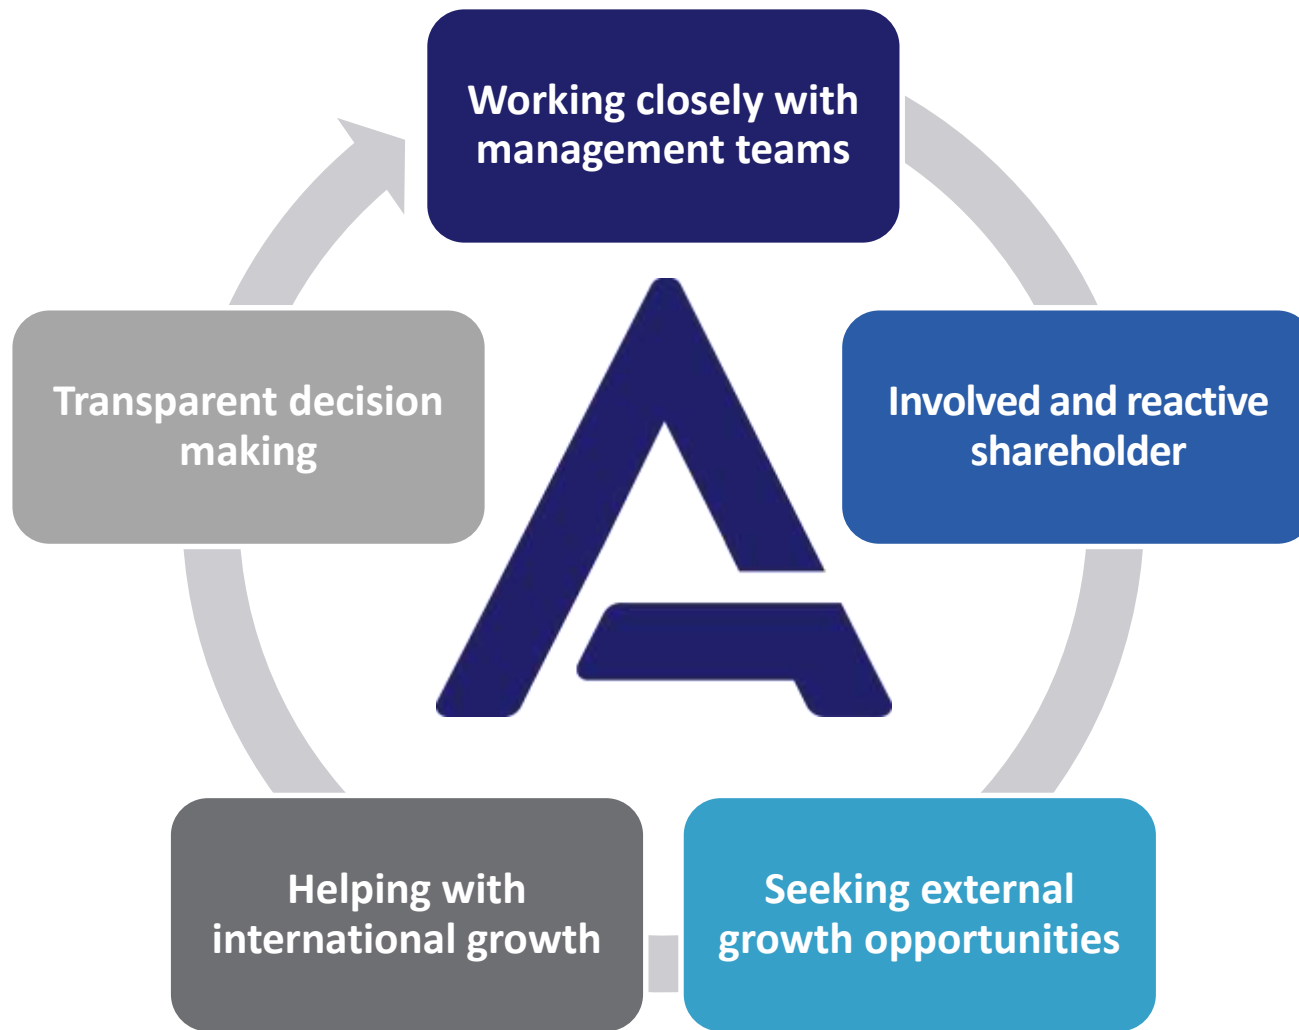 Working closely with
management teams
Involved and reactive
shareholder
Seeking external
growth opportunities
Helping with
international growth
Transparent decision
making